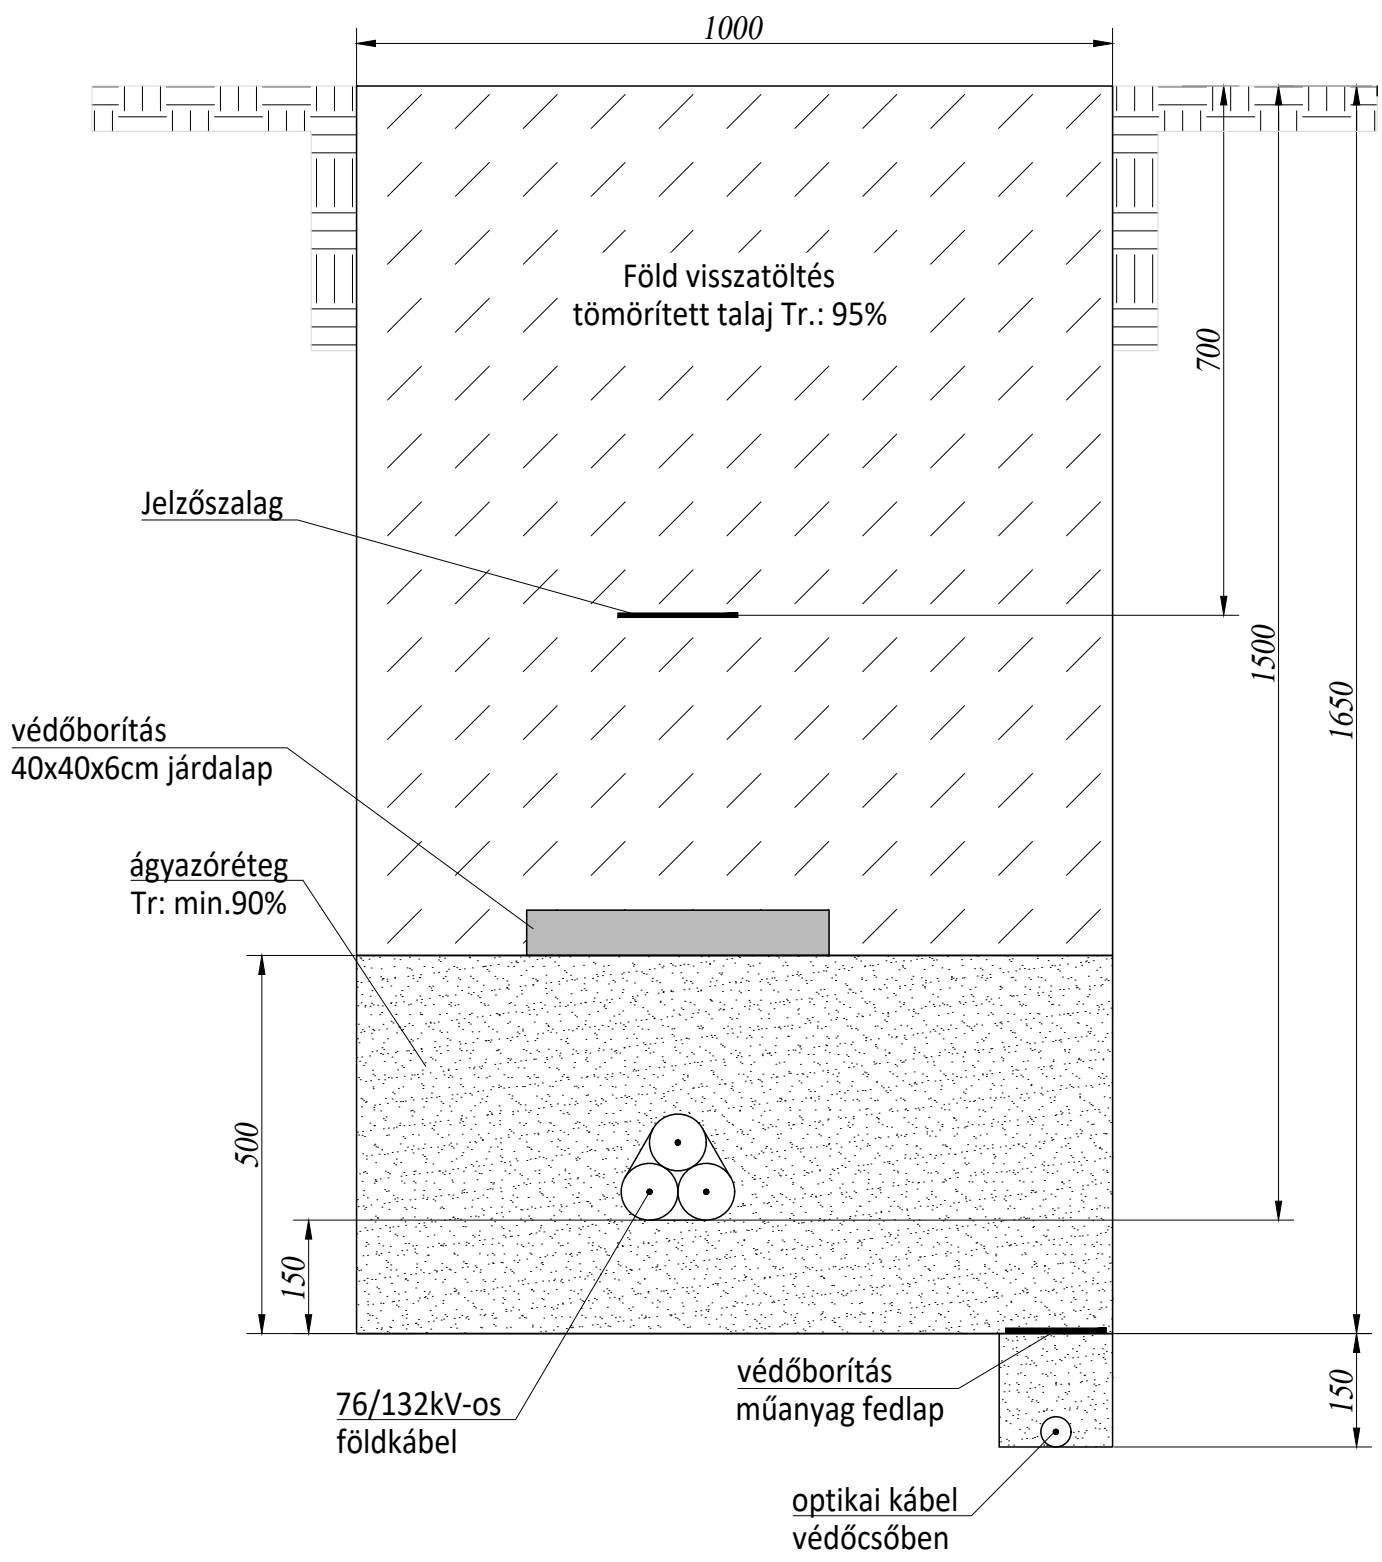 1000
Föld visszatöltés
tömörített talaj Tr.: 95%
700
Jelzőszalag
1500
1650
védőborítás
40x40x6cm járdalap
ágyazóréteg
Tr: min.90%
500
150
76/132kV-os
földkábel
védőborítás
műanyag fedlap
150
optikai kábel
védőcsőben